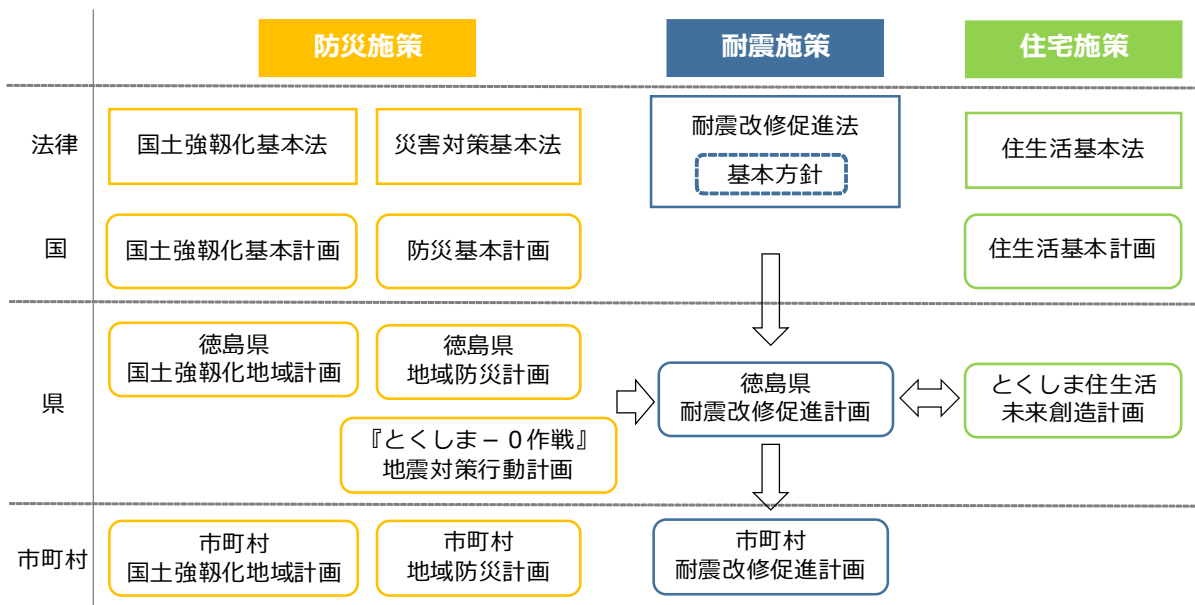 防災施策
耐震施策
住宅施策
法律
国土強靱化基本法
災害対策基本法
耐震改修促進法
基本方針
住生活基本法
国
国土強靱化基本計画
防災基本計画
住生活基本計画
県
徳島県
国土強靱化地域計画
徳島県
地域防災計画
『とくしま－０作戦』
地震対策行動計画
徳島県
耐震改修促進計画
とくしま住生活
未来創造計画
市町村
市町村
国土強靱化地域計画
市町村
地域防災計画
市町村
耐震改修促進計画